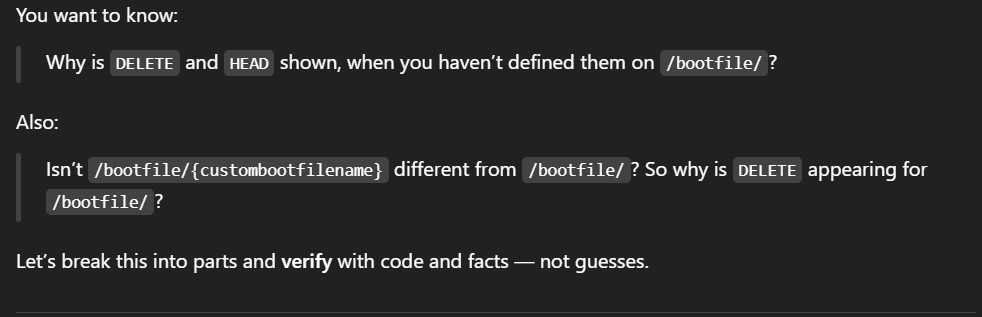 You want to know:
Why is DELETE and HEAD shown, when you haven’t defined them on /bootfile/?
Also:
Isn’t /bootfile/{custombootfilename} different from /bootfile/? So why is DELETE appearing for
/bootfile/?
Let’s break this into parts and verify with code and facts — not guesses.